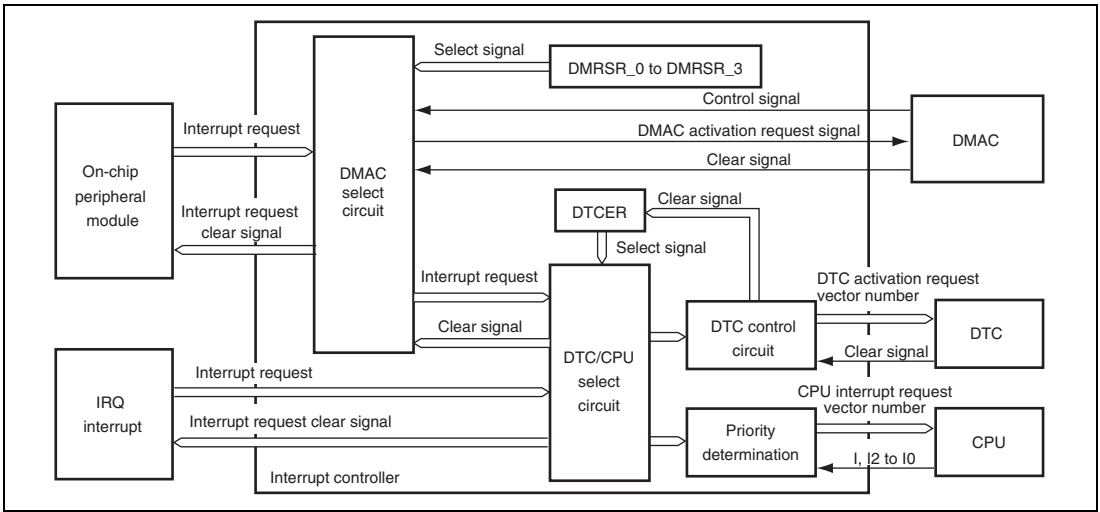 Select signal
DMRSR_0 to DMRSR_3
Control signal
Interrupt request
DMAC activation request signal
DMAC
Clear signal
On-chip
peripheral
module
DMAC
select
circuit
Interrupt request
clear signal
DTCER
Clear signal
Select signal
Interrupt request
DTC activation request
vector number
Clear signal
DTC control
circuit
DTC
Clear signal
DTC/CPU
select
circuit
Interrupt request
IRQ
interrupt
CPU interrupt request
vector number
Interrupt request clear signal
Priority
determination
CPU
I, I2 to I0
Interrupt controller